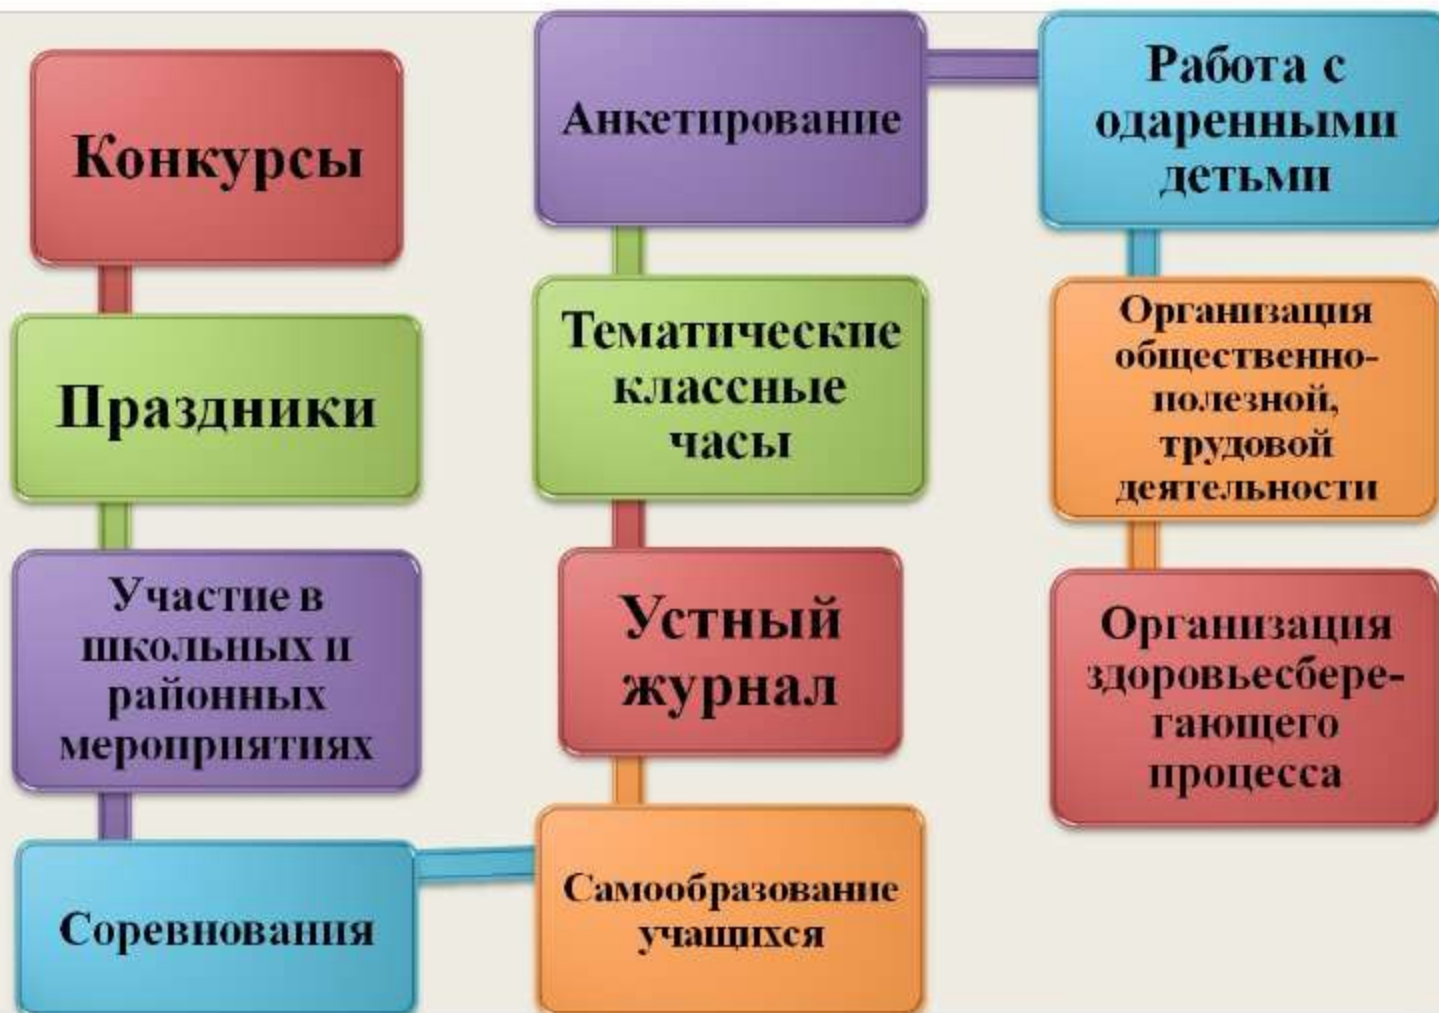 Конкурсы
Праздники
Участие в
школьных и
районных
мероприятиях
Соревнования
Самообразование
учащихся
Устный
журнал
Тематические
классные
часы
Анкетирование
Работа с
одаренными
детьми
Организация
общественно-
полезной,
трудовой
деятельности
Организация
здоровьесбере-
гающего
процесса